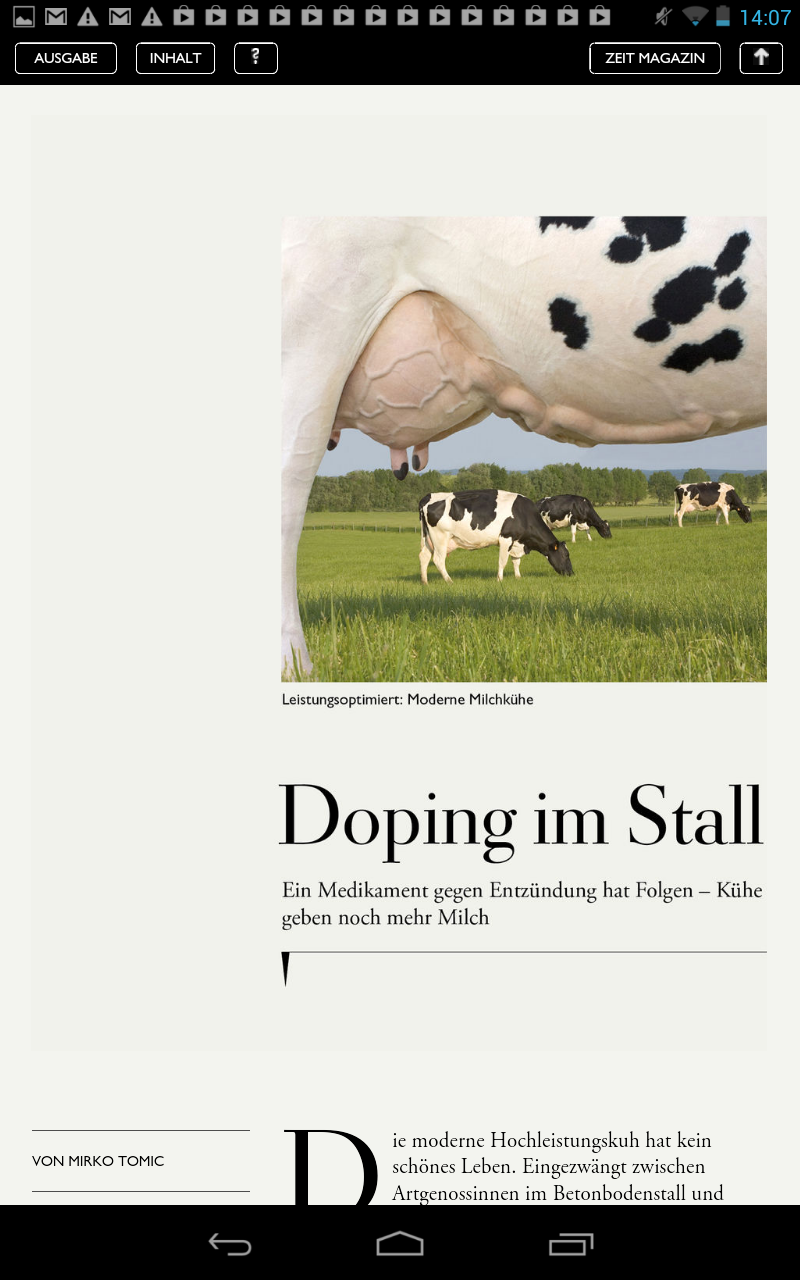 14:07
AUSGABE
INHALT
?
ZEIT MAGAZIN
Leistungsoptimiert: Moderne Milchkühe
Doping im Stall
Ein Medikament gegen Entzündung hat Folgen – Kühe
geben noch mehr Milch
VON MIRKO TOMIC
Die moderne Hochleistungskuh hat kein
schönes Leben. Eingezwängt zwischen
Artgenossinnen im Betonbodenstall und